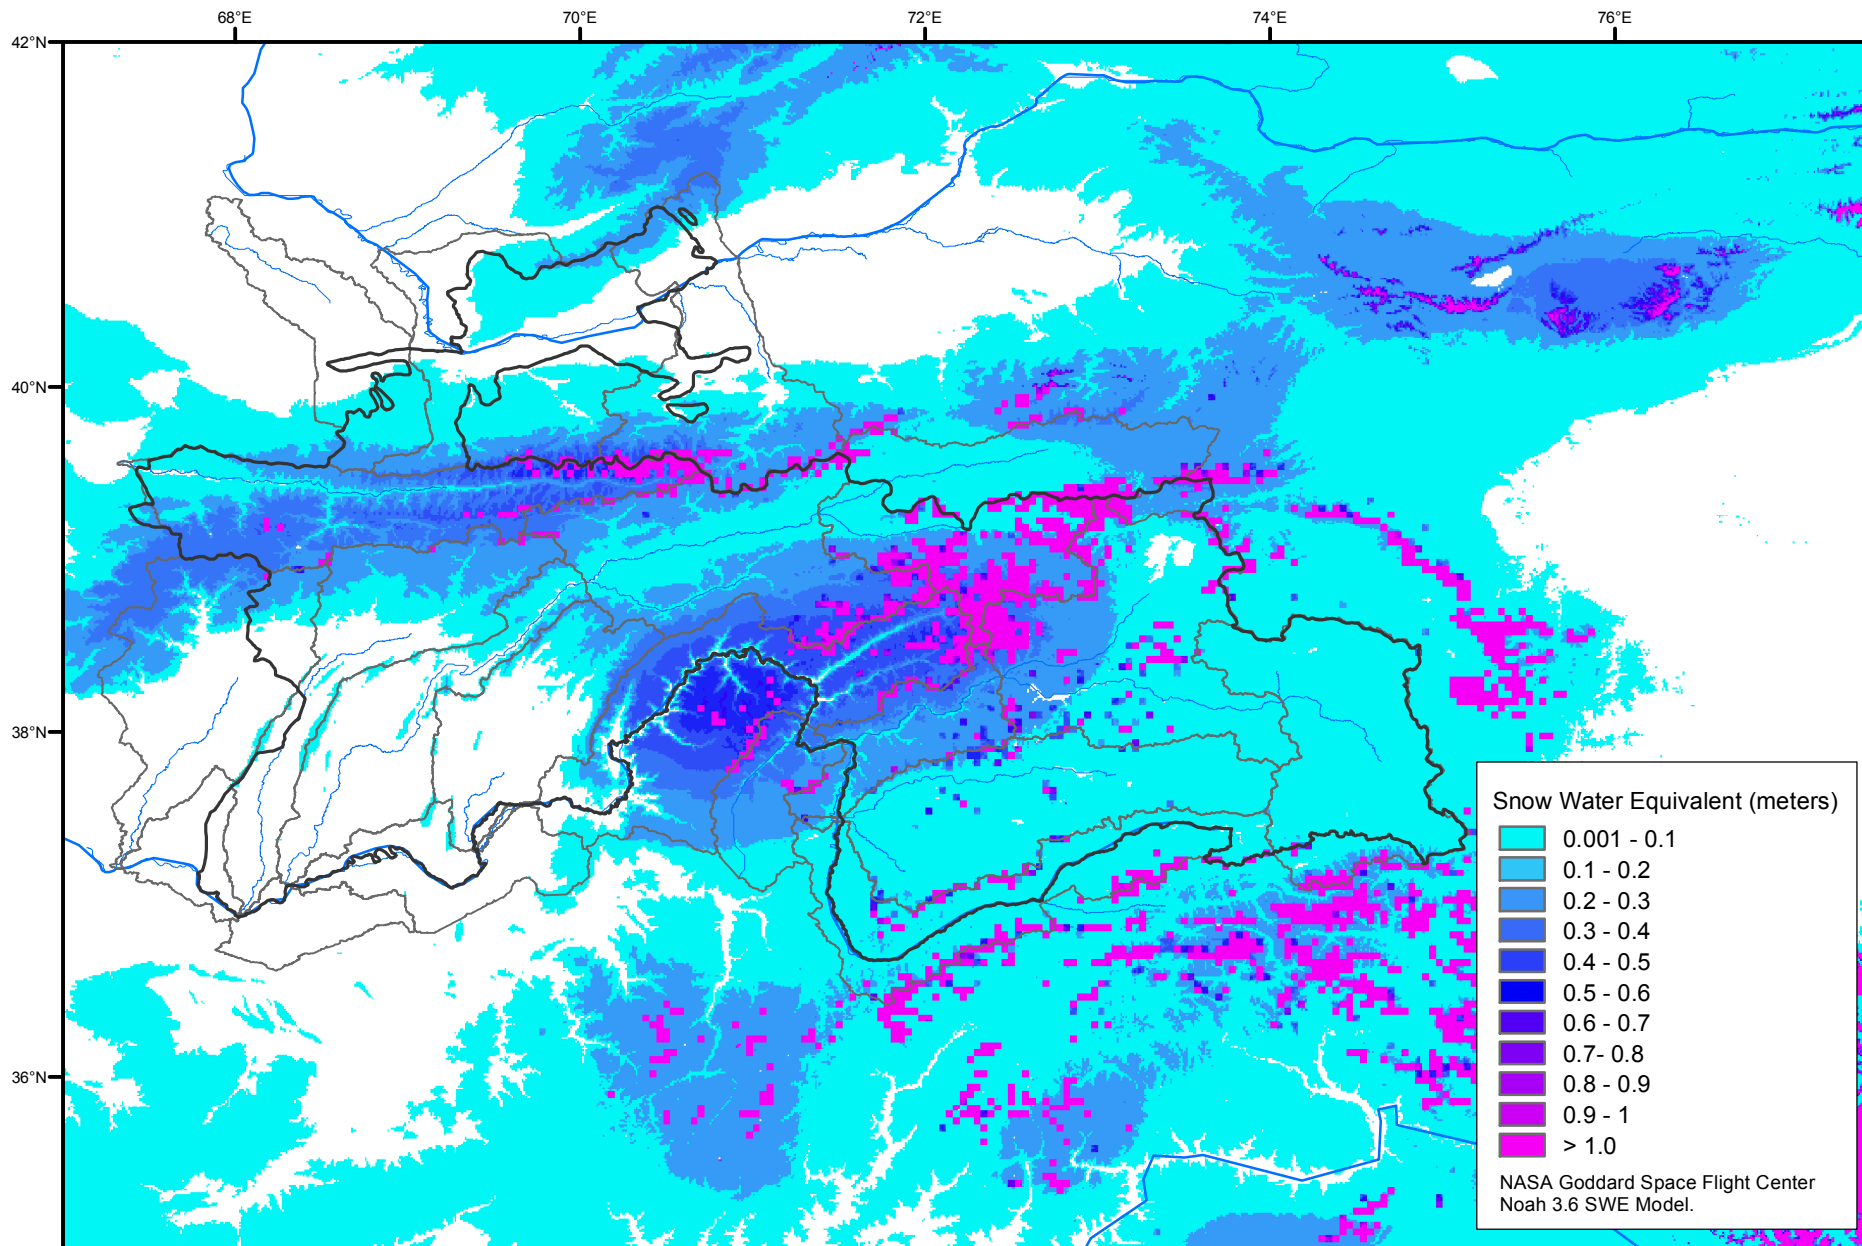 68°E 70°E 72°E 74°E 76°E
42°N
40°N
38°N
36°N
Snow Water Equivalent (meters)
0.001 - 0.1
0.1 - 0.2
0.2 - 0.3
0.3 - 0.4
0.4 - 0.5
0.5 - 0.6
0.6 - 0.7
0.7- 0.8
0.8 - 0.9
0.9 - 1
> 1.0
NASA Goddard Space Flight Center
Noah 3.6 SWE Model.